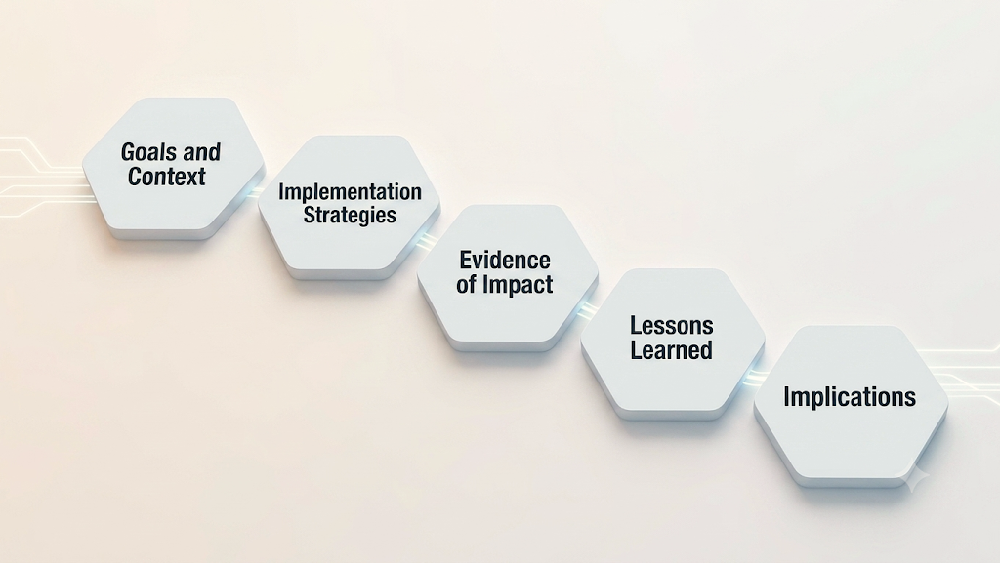 Goals and
Context
Implementation
Strategies
Evidence
of Impact
Lessons
Learned
Implications